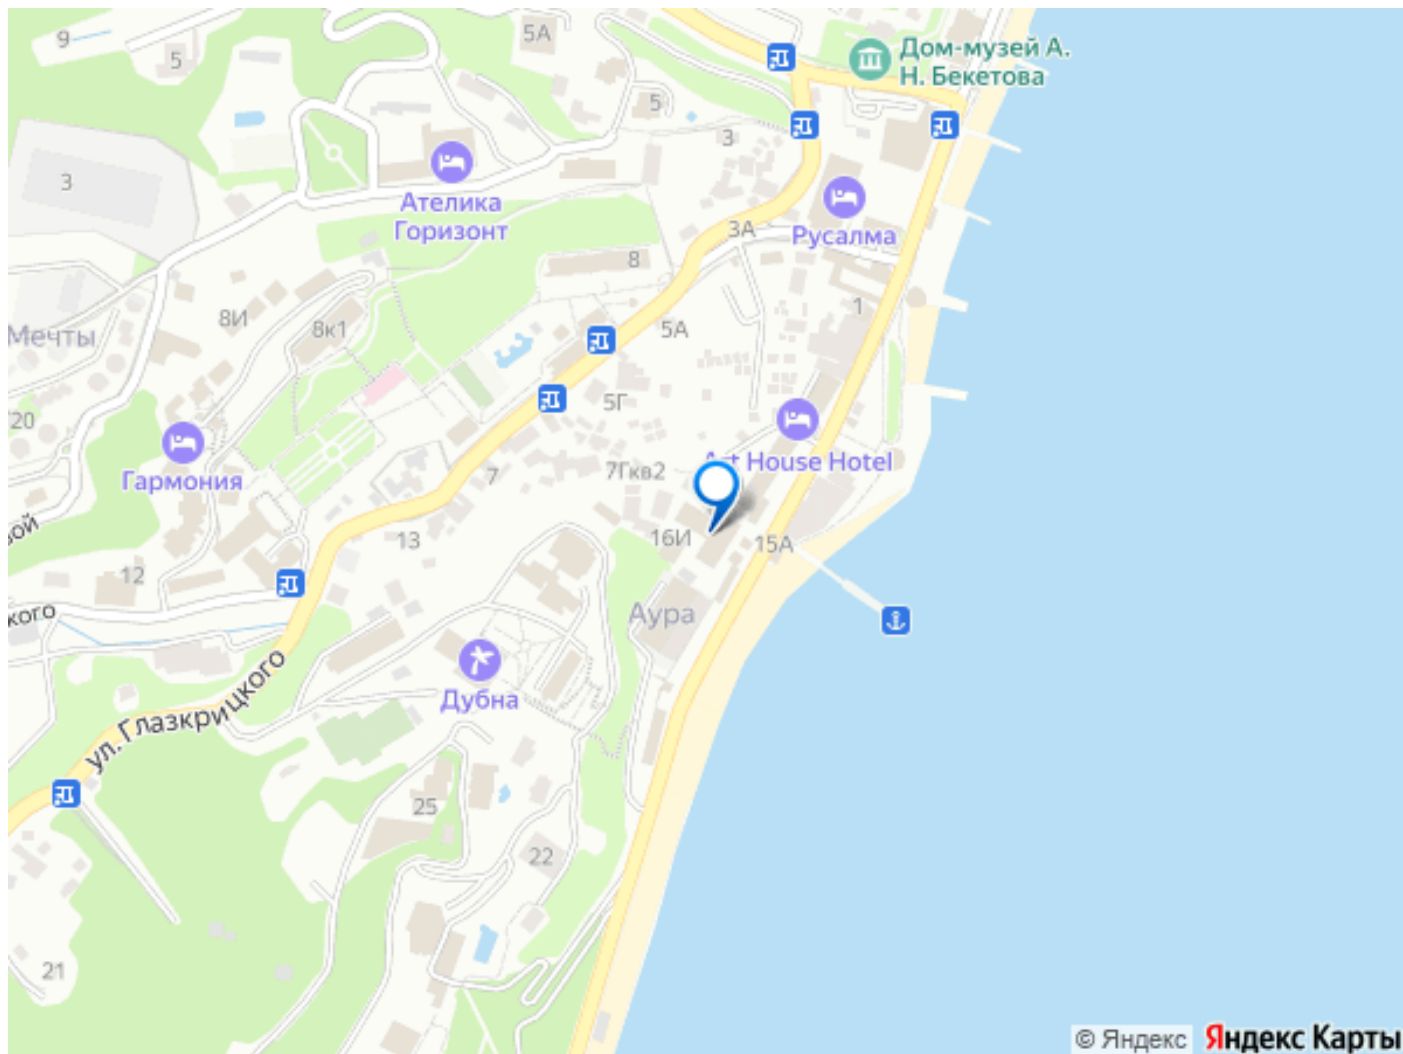 9
5
5А
Дом-музей А.
Н. Бекетова
5
3
3
Ателика
Горизонт
3А
Русалма
8
8И
8к1
5А
1
Мечты
20
5Г
Гармония
7
7Гкв2
Art House Hotel
вой
13
16И
15А
12
кого
Аура
ул. Глазкрицкого
Дубна
25
22
21
© Яндекс
Яндекс Карты